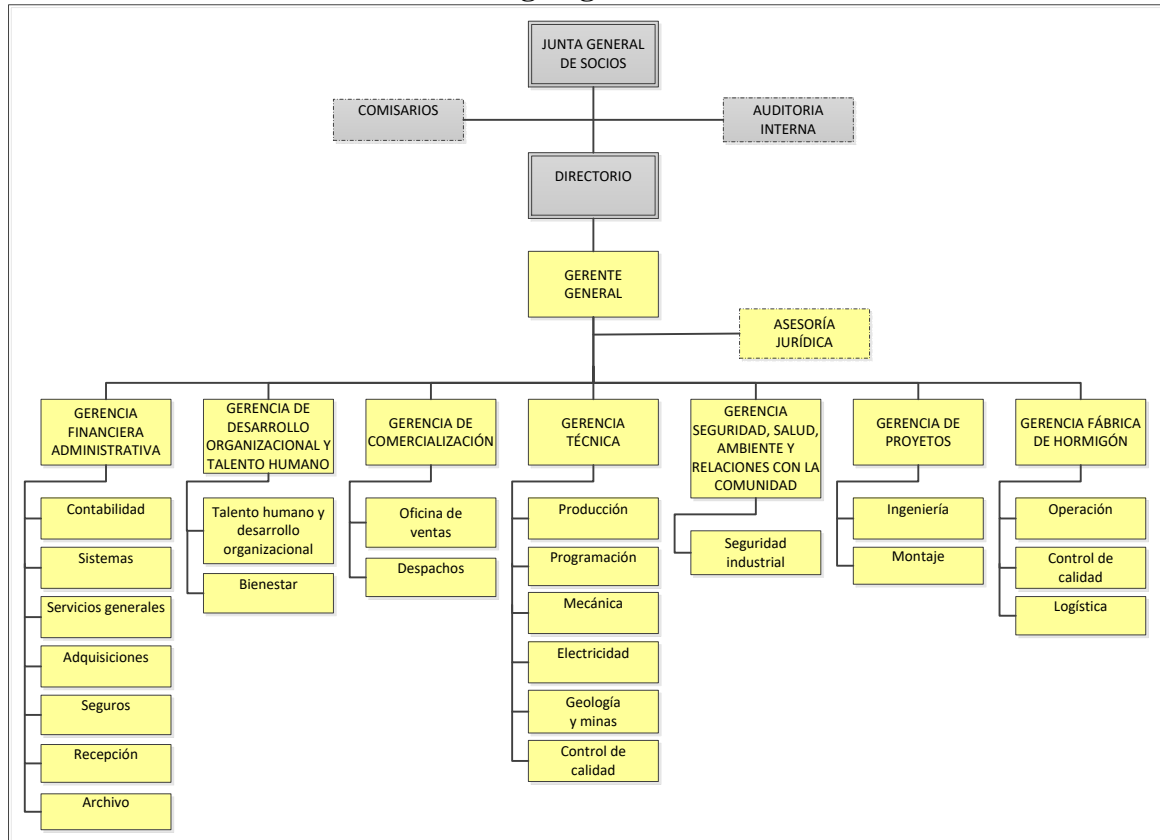 JUNTA GENERAL
DE SOCIOS
COMISARIOS
AUDITORIA
INTERNA
DIRECTORIO
GERENTE
GENERAL
ASESORÍA
JURÍDICA
GERENCIA
FINANCIERA
ADMINISTRATIVA
GERENCIA DE
DESARROLLO
ORGANIZACIONAL Y
TALENTO HUMANO
GERENCIA DE
COMERCIALIZACIÓN
GERENCIA
TÉCNICA
GERENCIA
SEGURIDAD, SALUD,
AMBIENTE Y
RELACIONES CON LA
COMUNIDAD
GERENCIA
DE PROYETOS
GERENCIA FÁBRICA
DE HORMIGÓN
Contabilidad
Sistemas
Servicios generales
Adquisiciones
Seguros
Recepción
Archivo
Talento humano y
desarrollo
organizacional
Bienestar
Oficina de
ventas
Despachos
Producción
Programación
Mecánica
Electricidad
Geología
y minas
Control de
calidad
Seguridad
industrial
Ingeniería
Montaje
Operación
Control de
calidad
Logística